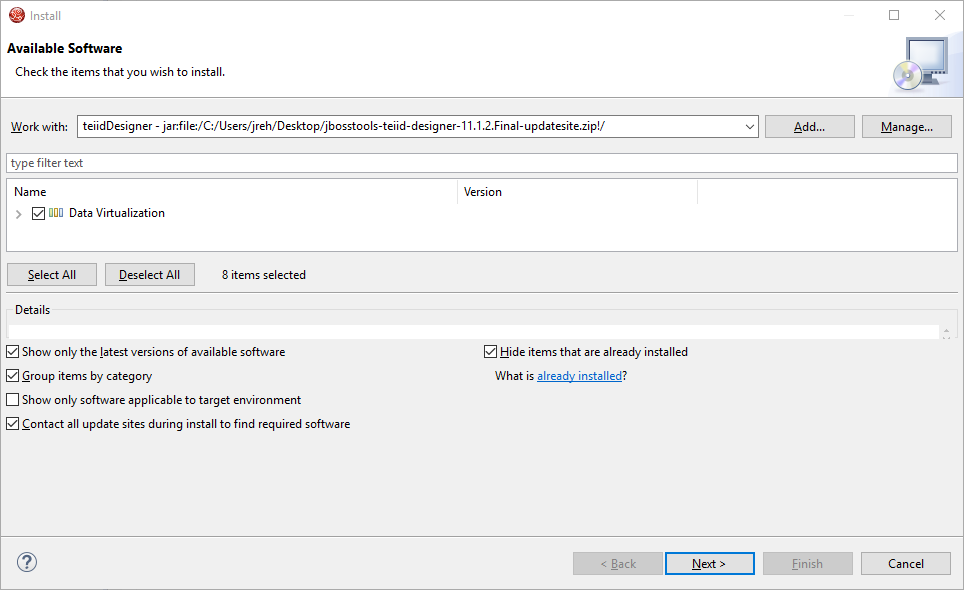 Install
Available Software
Check the items that you wish to install.
Work with: teiidDesigner - jar:file:/C:/Users/jreh/Desktop/jbosstools-teiid-designer-11.1.2.Final-updatesite.zip!/ Add... Manage...
type filter text
Name Version
Data Virtualization
Select All Deselect All 8 items selected
Details
Show only the latest versions of available software Hide items that are already installed
Group items by category What is already installed?
Show only software applicable to target environment
Contact all update sites during install to find required software
? < Back Next > Finish Cancel